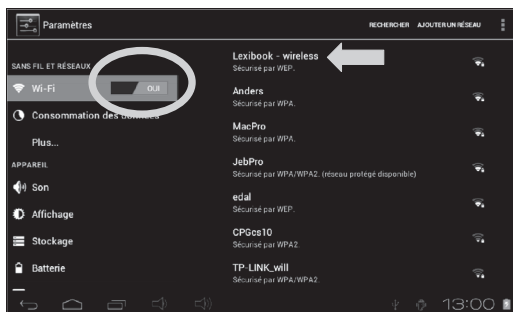 Paramètres
RECHERCHER AJOUTER UN RÉSEAU
SANS FIL ET RÉSEAUX
Wi-Fi OUI
Consommation des données
Plus...
APPAREIL
Son
Affichage
Stockage
Batterie
Lexibook - wireless
Sécurisé par WEP.
Anders
Sécurisé par WPA.
MacPro
Sécurisé par WPA.
JebPro
Sécurisé par WPA/WPA2. (réseau protégé disponible)
edal
Sécurisé par WEP.
CPGcs10
Sécurisé par WPA2.
TP-LINK_will
Sécurisé par WPA/WPA2.
13:00